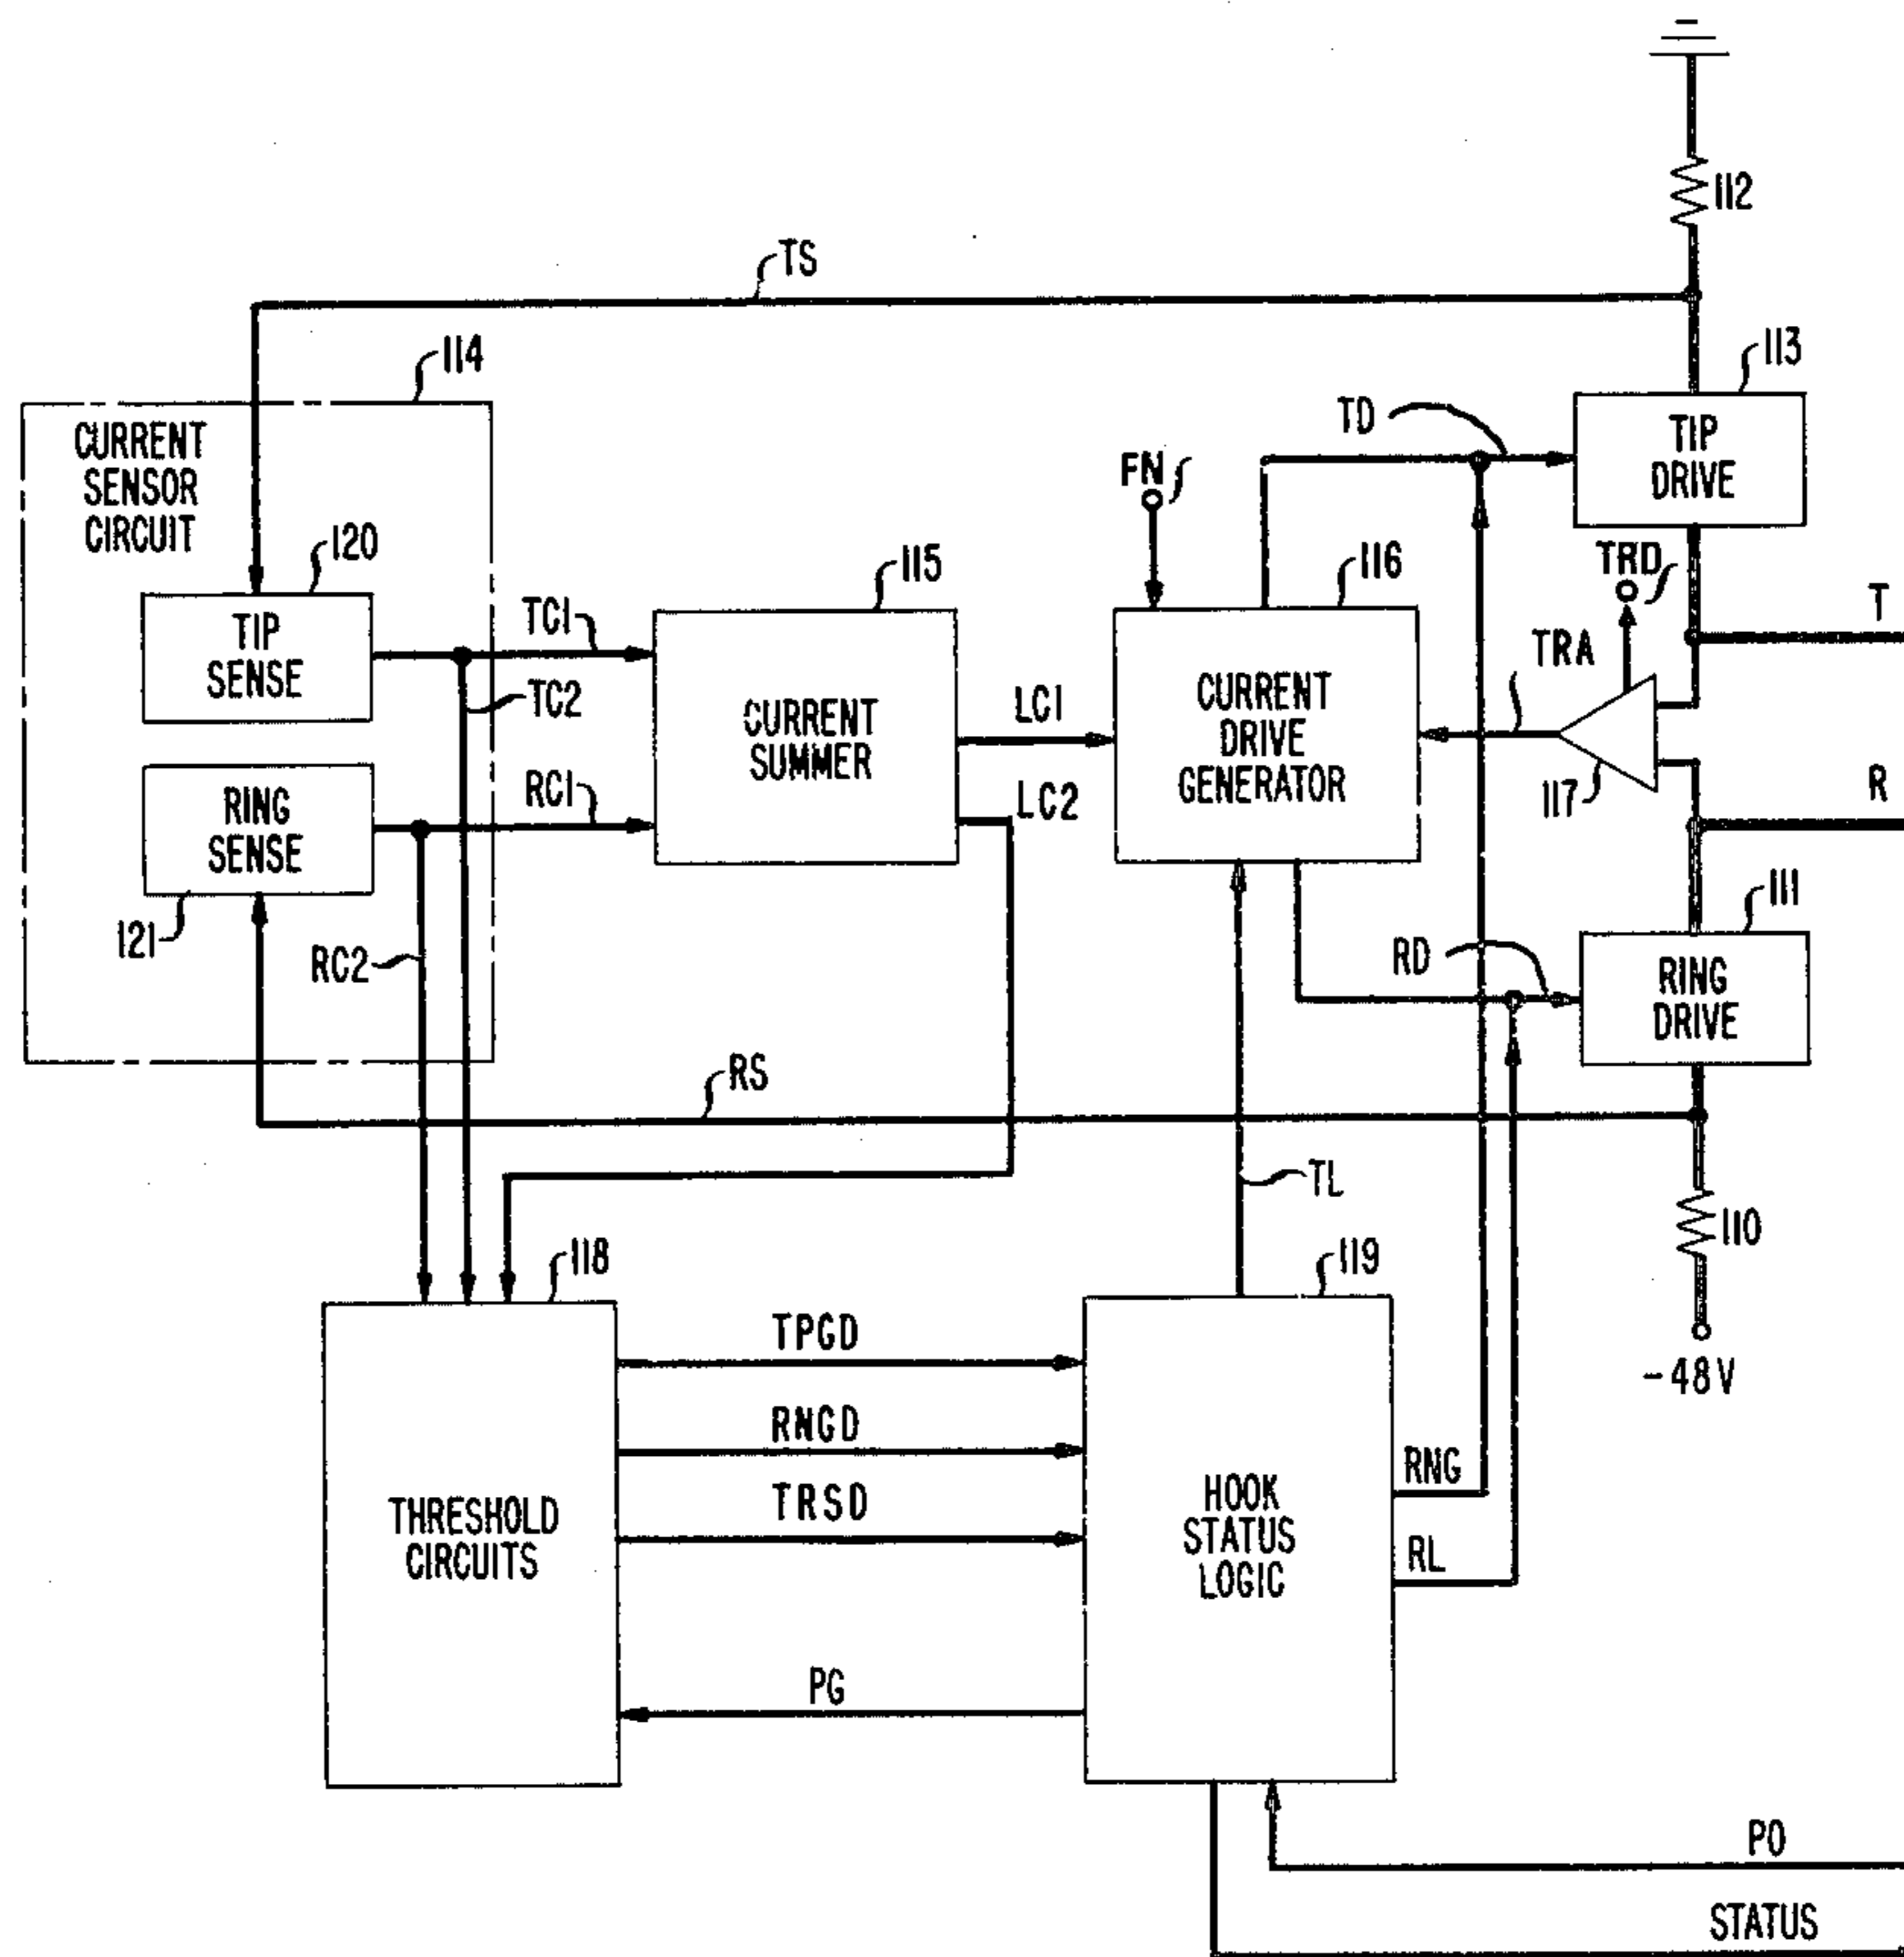 112
TS
114
113
CURRENT
SENSOR
CIRCUIT
TD
TIP
DRIVE
FN
120
115
116
TRD
T
TIP
SENSE
TC1
TC2
TRA
CURRENT
SUMMER
LC1
CURRENT
DRIVE
GENERATOR
LC2
117
R
RING
SENSE
RC1
121
RC2
111
RD
RING
DRIVE
RS
TL
110
118
119
-48V
TPGD
RNGD
TRSD
THRESHOLD
CIRCUITS
HOOK
STATUS
LOGIC
RNG
RL
PG
PO
STATUS